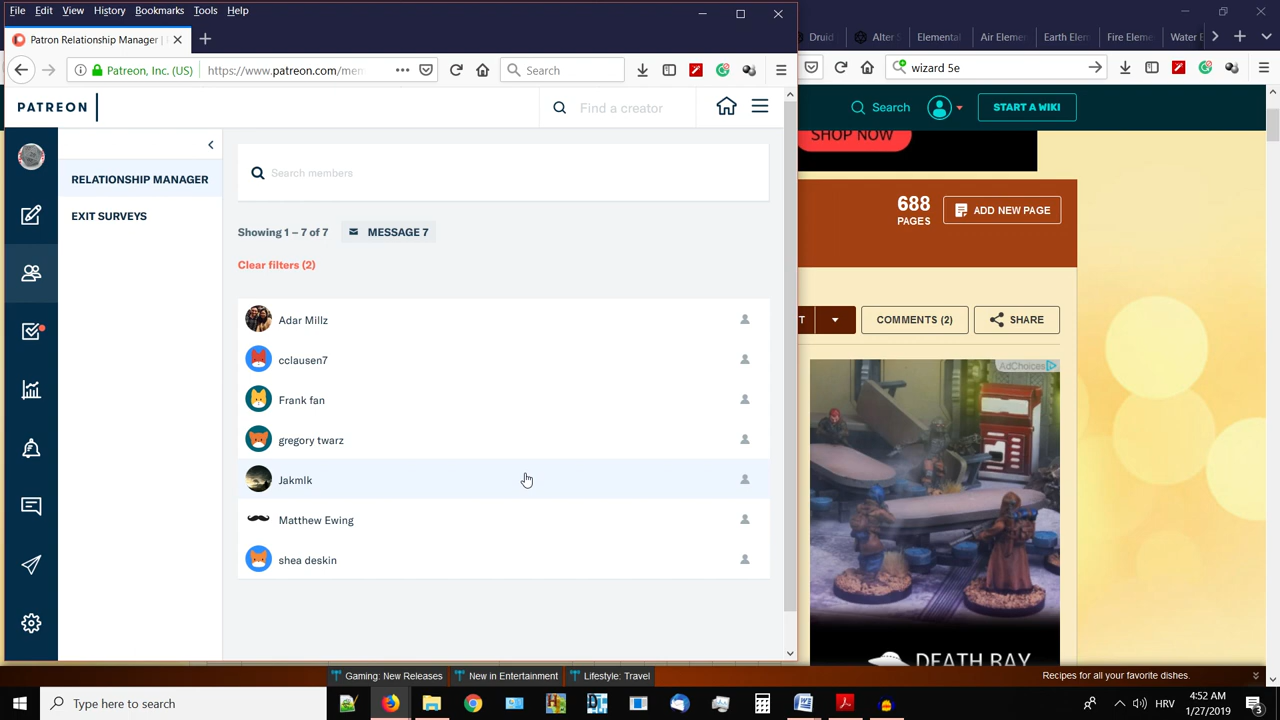 File Edit View History Bookmarks Tools Help
Patron Relationship Manager |
Druid
Alter S
Elemental
Air Elem
Earth Elem
Fire Eleme
Water E
Patreon, Inc. (US)
https://www.patreon.com/mem
Search
wizard 5e
PATREON
Find a creator
Search
START A WIKI
SHOP NOW
RELATIONSHIP MANAGER
EXIT SURVEYS
Search members
688
PAGES
ADD NEW PAGE
Showing 1 – 7 of 7
MESSAGE 7
Clear filters (2)
Adar Millz
cclausen7
Frank fan
gregory twarz
Jakmlk
Matthew Ewing
shea deskin
T
COMMENTS (2)
SHARE
AdChoices
DEATH RAY
Gaming: New Releases
New in Entertainment
Lifestyle: Travel
Recipes for all your favorite dishes.
Type here to search
HRV
4:52 AM
1/27/2019
3